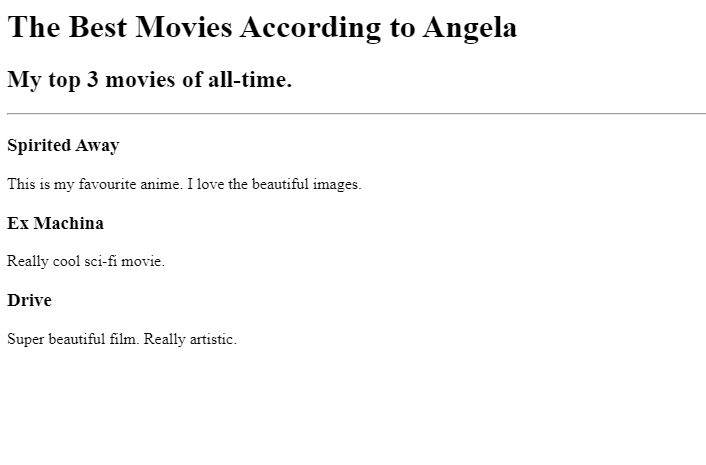 The Best Movies According to Angela
My top 3 movies of all-time.
Spirited Away
This is my favourite anime. I love the beautiful images.
Ex Machina
Really cool sci-fi movie.
Drive
Super beautiful film. Really artistic.